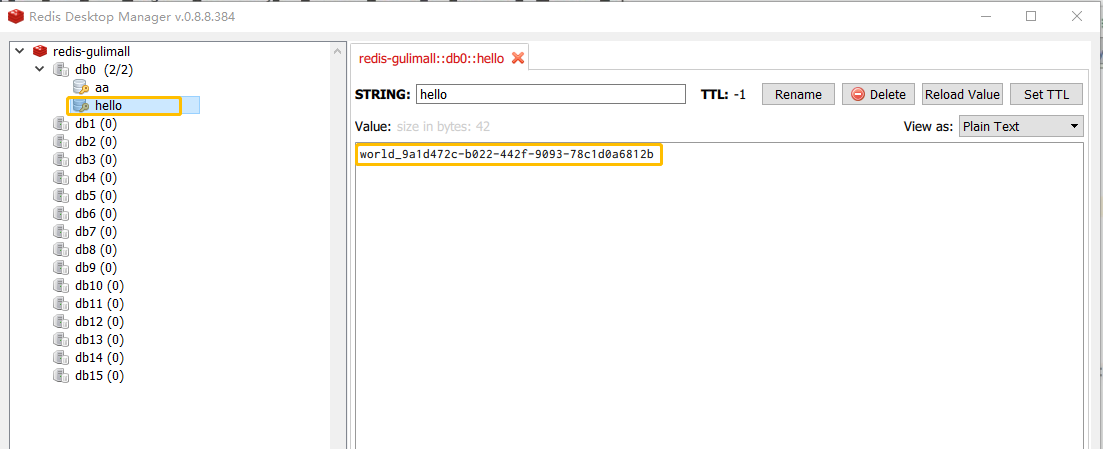 Redis Desktop Manager v.0.8.8.384
redis-gulimall
db0 (2/2)
aa
hello
db1 (0)
db2 (0)
db3 (0)
db4 (0)
db5 (0)
db6 (0)
db7 (0)
db8 (0)
db9 (0)
db10 (0)
db11 (0)
db12 (0)
db13 (0)
db14 (0)
db15 (0)
redis-gulimall::db0::hello
STRING: hello TTL: -1 Rename Delete Reload Value Set TTL
Value: size in bytes: 42 View as: Plain Text
world_9a1d472c-b022-442f-9093-78c1d0a6812b